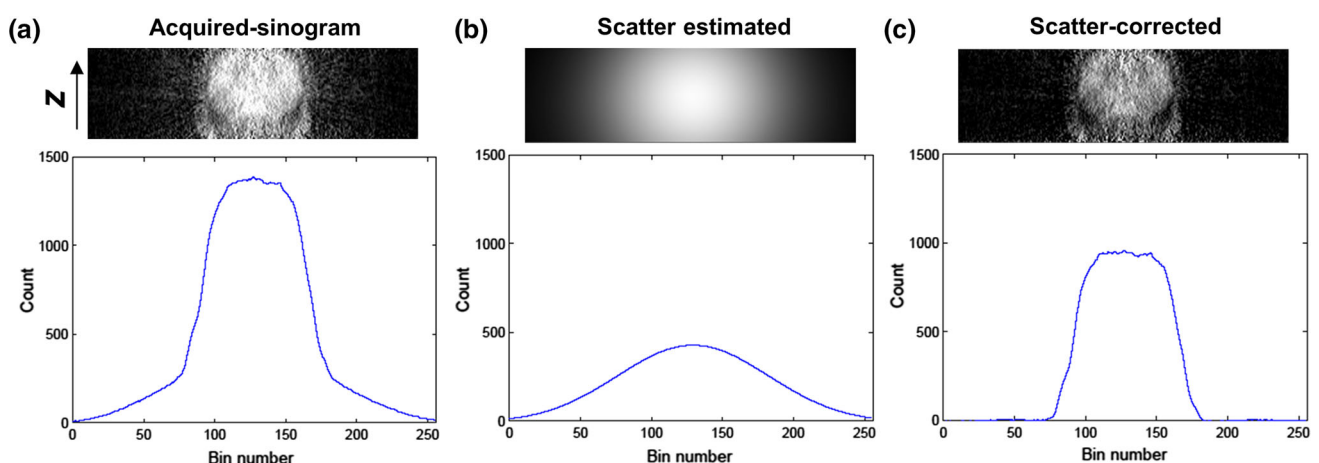 (a) Acquired-sinogram
Z
1500
1000
500
0
Count
0 50 100 150 200 250
Bin number
(b) Scatter estimated
1500
1000
500
0
Count
0 50 100 150 200 250
Bin number
(c) Scatter-corrected
1500
1000
500
0
Count
0 50 100 150 200 250
Bin number